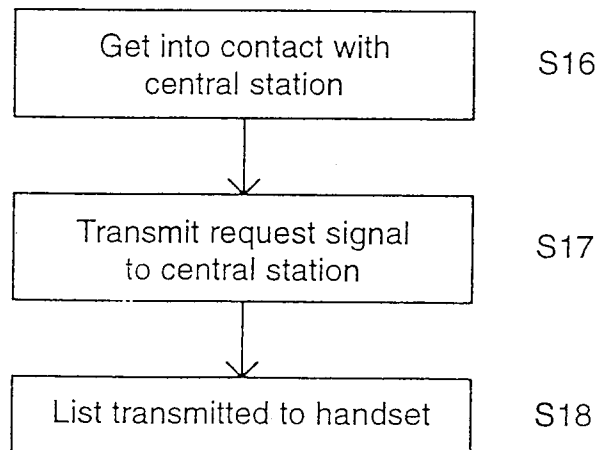 Get into contact with
central station
S16
Transmit request signal
to central station
S17
List transmitted to handset
S18